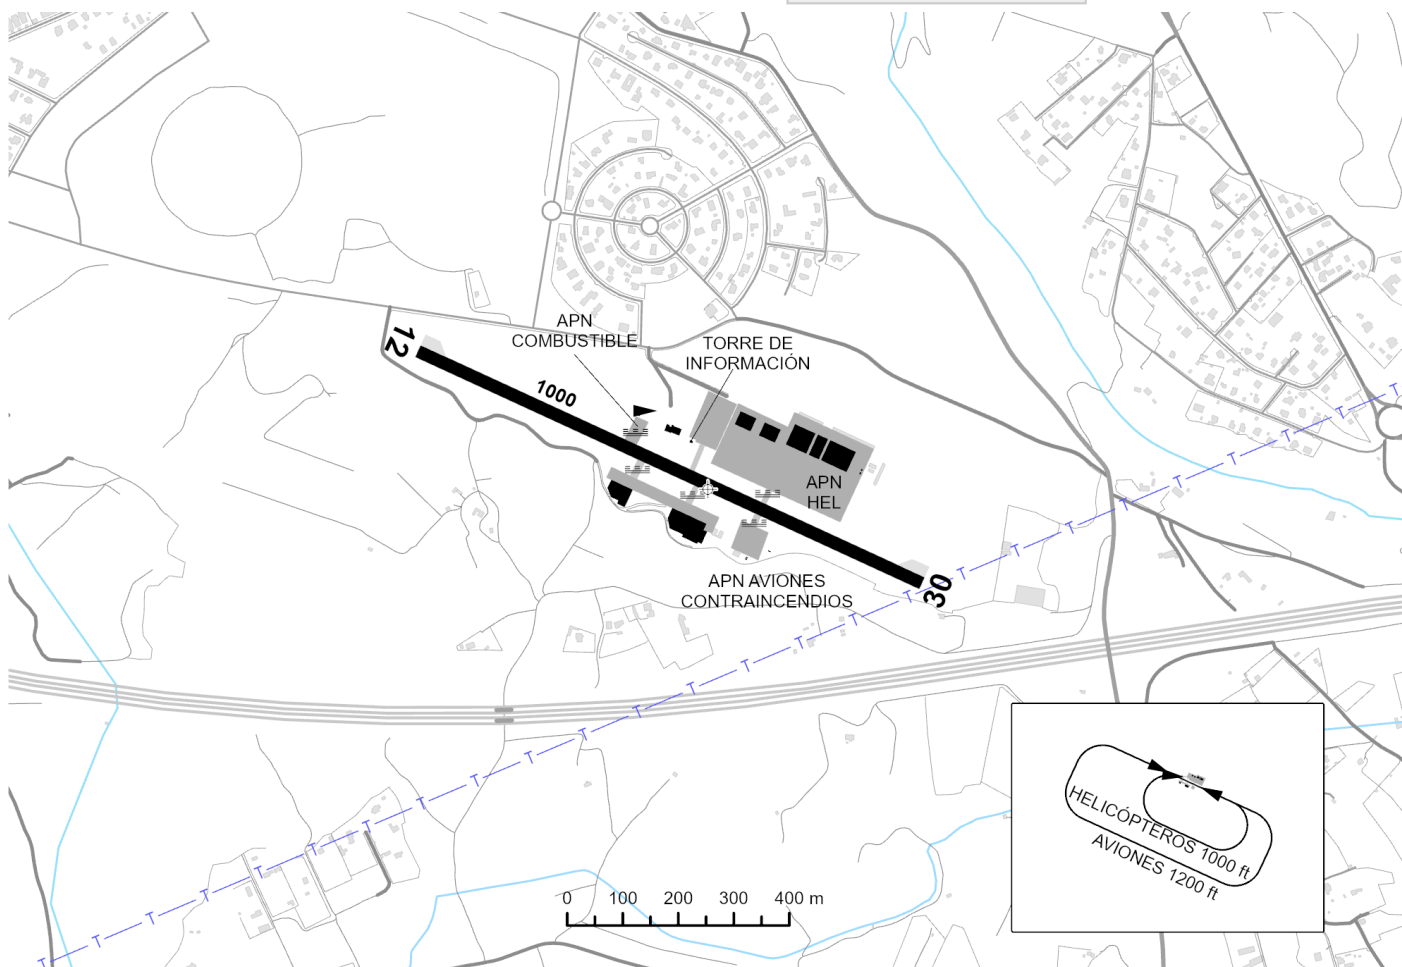 12
APN
COMBUSTIBLE
TORRE DE
INFORMACIÓN
1000
APN
HEL
30
APN AVIONES
CONTRAINCENDIOS
T T T T T T T T T T T T T T T T T T T T T T T T T T
HELICÓPTEROS 1000 ft
AVIONES 1200 ft
0 100 200 300 400 m